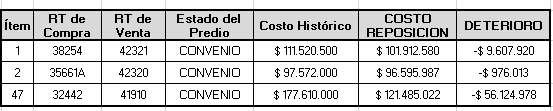 Ítem RT de Compra RT de Venta Estado del Predio Costo Histórico COSTO REPOSICION DETERIORO
1 38254 42321 CONVENIO $ 111.520.500 $ 101.912.580 -$ 9.607.920
2 35661A 42320 CONVENIO $ 97.572.000 $ 96.595.987 -$ 976.013
47 32442 41910 CONVENIO $ 177.610.000 $ 121.485.022 -$ 56.124.978